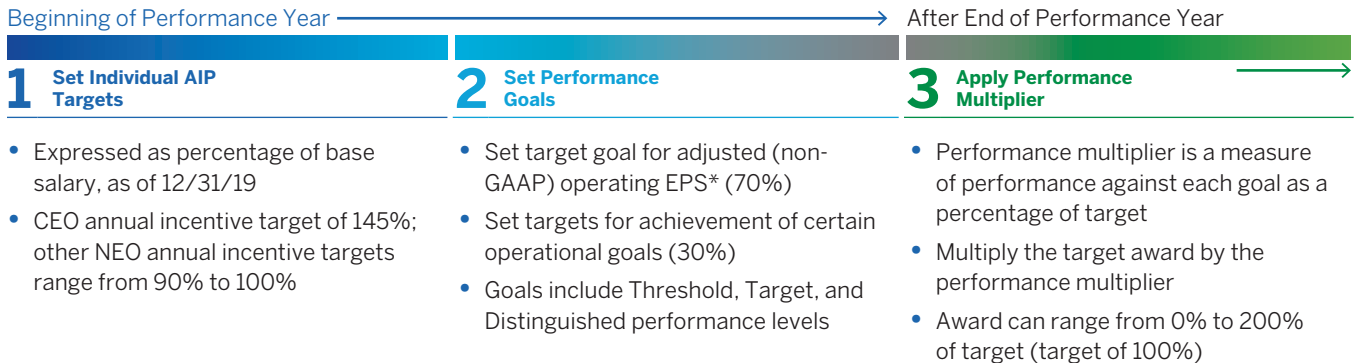 Beginning of Performance Year
After End of Performance Year
1 Set Individual AIP
Targets
• Expressed as percentage of base
salary, as of 12/31/19
• CEO annual incentive target of 145%;
other NEO annual incentive targets
range from 90% to 100%
2 Set Performance
Goals
• Set target goal for adjusted (non-
GAAP) operating EPS* (70%)
• Set targets for achievement of certain
operational goals (30%)
• Goals include Threshold, Target, and
Distinguished performance levels
3 Apply Performance
Multiplier
• Performance multiplier is a measure
of performance against each goal as a
percentage of target
• Multiply the target award by the
performance multiplier
• Award can range from 0% to 200%
of target (target of 100%)